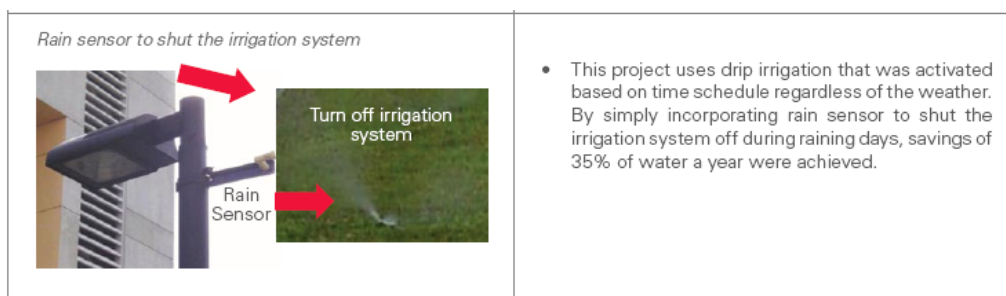 Rain sensor to shut the irrigation system
Turn off irrigation
system
Rain
Sensor
• This project uses drip irrigation that was activated
based on time schedule regardless of the weather.
By simply incorporating rain sensor to shut the
irrigation system off during raining days, savings of
35% of water a year were achieved.